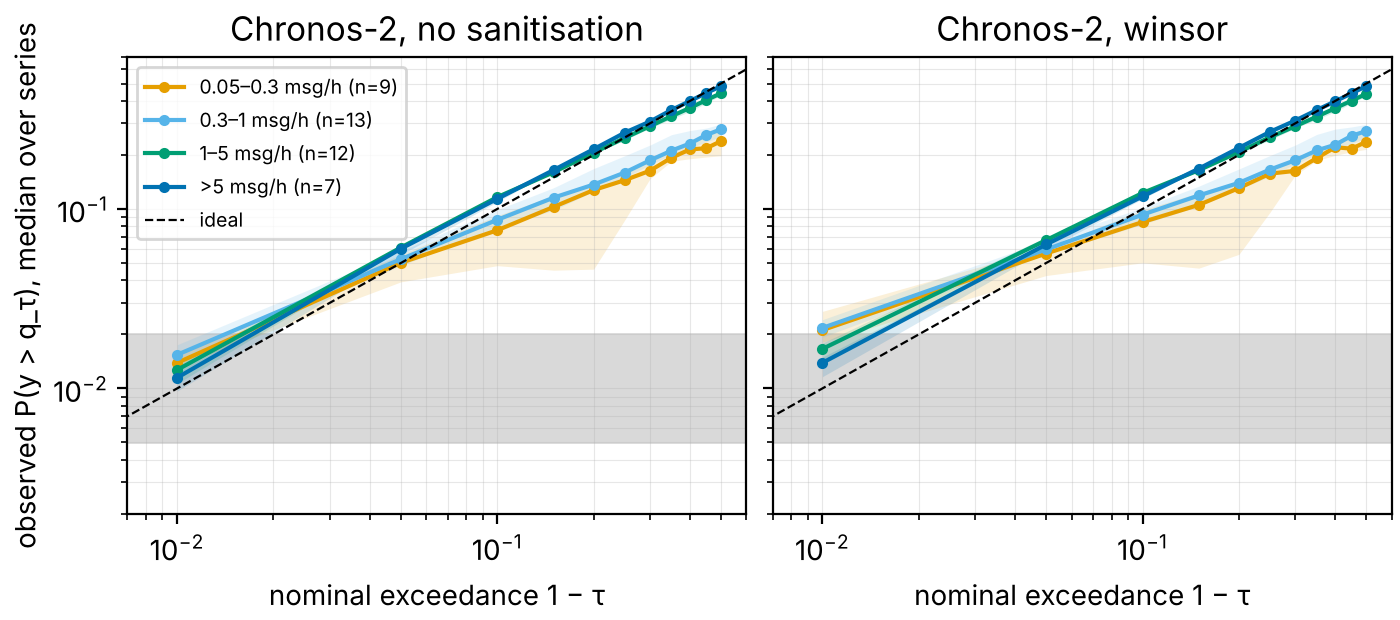 Chronos-2, no sanitisation
Chronos-2, winsor
observed P(y > q_τ), median over series
0.05–0.3 msg/h (n=9)
0.3–1 msg/h (n=13)
1–5 msg/h (n=12)
>5 msg/h (n=7)
ideal
10⁻¹
10⁻²
10⁻²
10⁻¹
10⁻²
10⁻¹
nominal exceedance 1 − τ
nominal exceedance 1 − τ